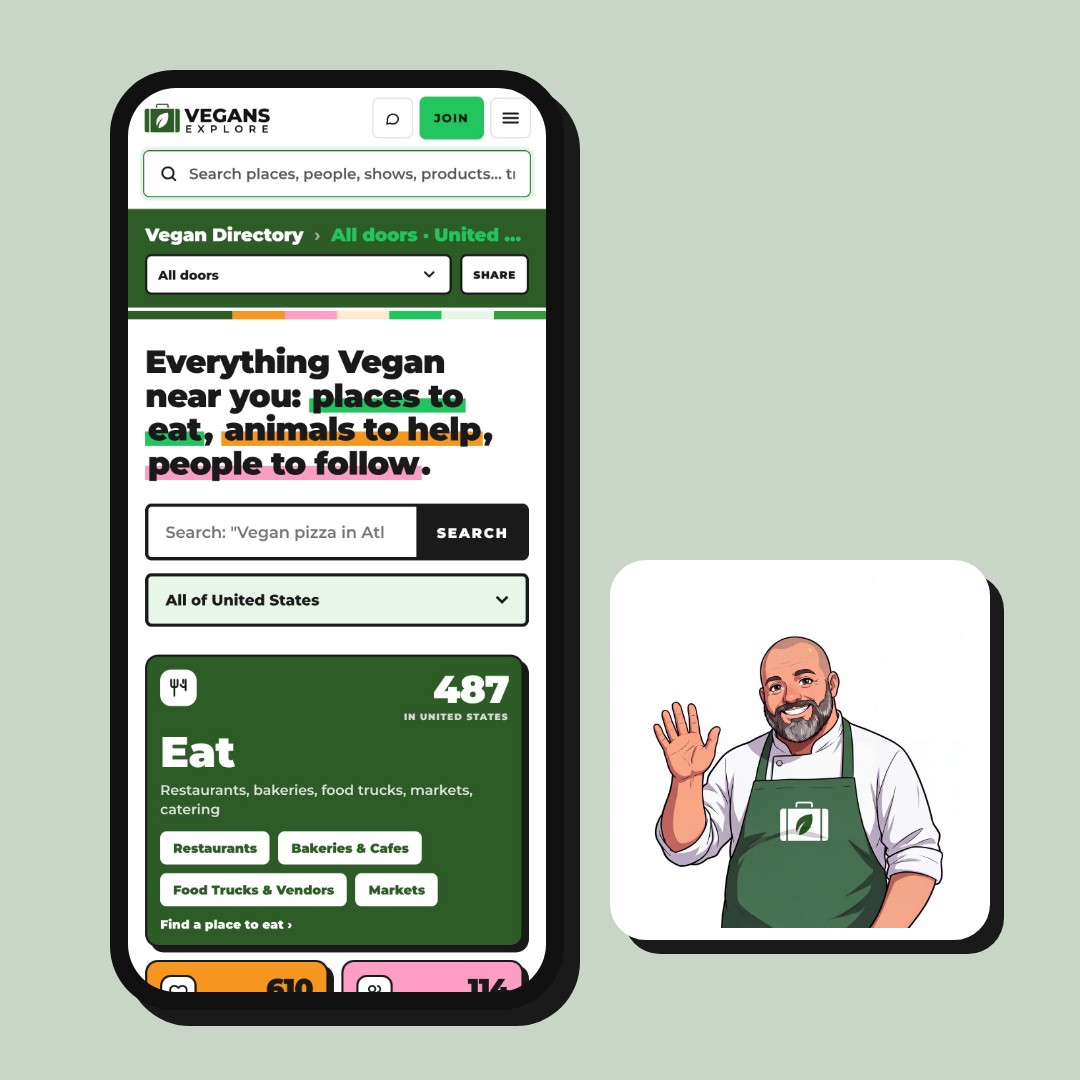 VEGANS
EXPLORE
JOIN
Search places, people, shows, products... tr
Vegan Directory › All doors · United ...
All doors
SHARE
Everything Vegan
near you: places to
eat, animals to help,
people to follow.
Search: "Vegan pizza in Atl
SEARCH
All of United States
487
IN UNITED STATES
Eat
Restaurants, bakeries, food trucks, markets,
catering
Restaurants
Bakeries & Cafes
Food Trucks & Vendors
Markets
Find a place to eat ›
610
114